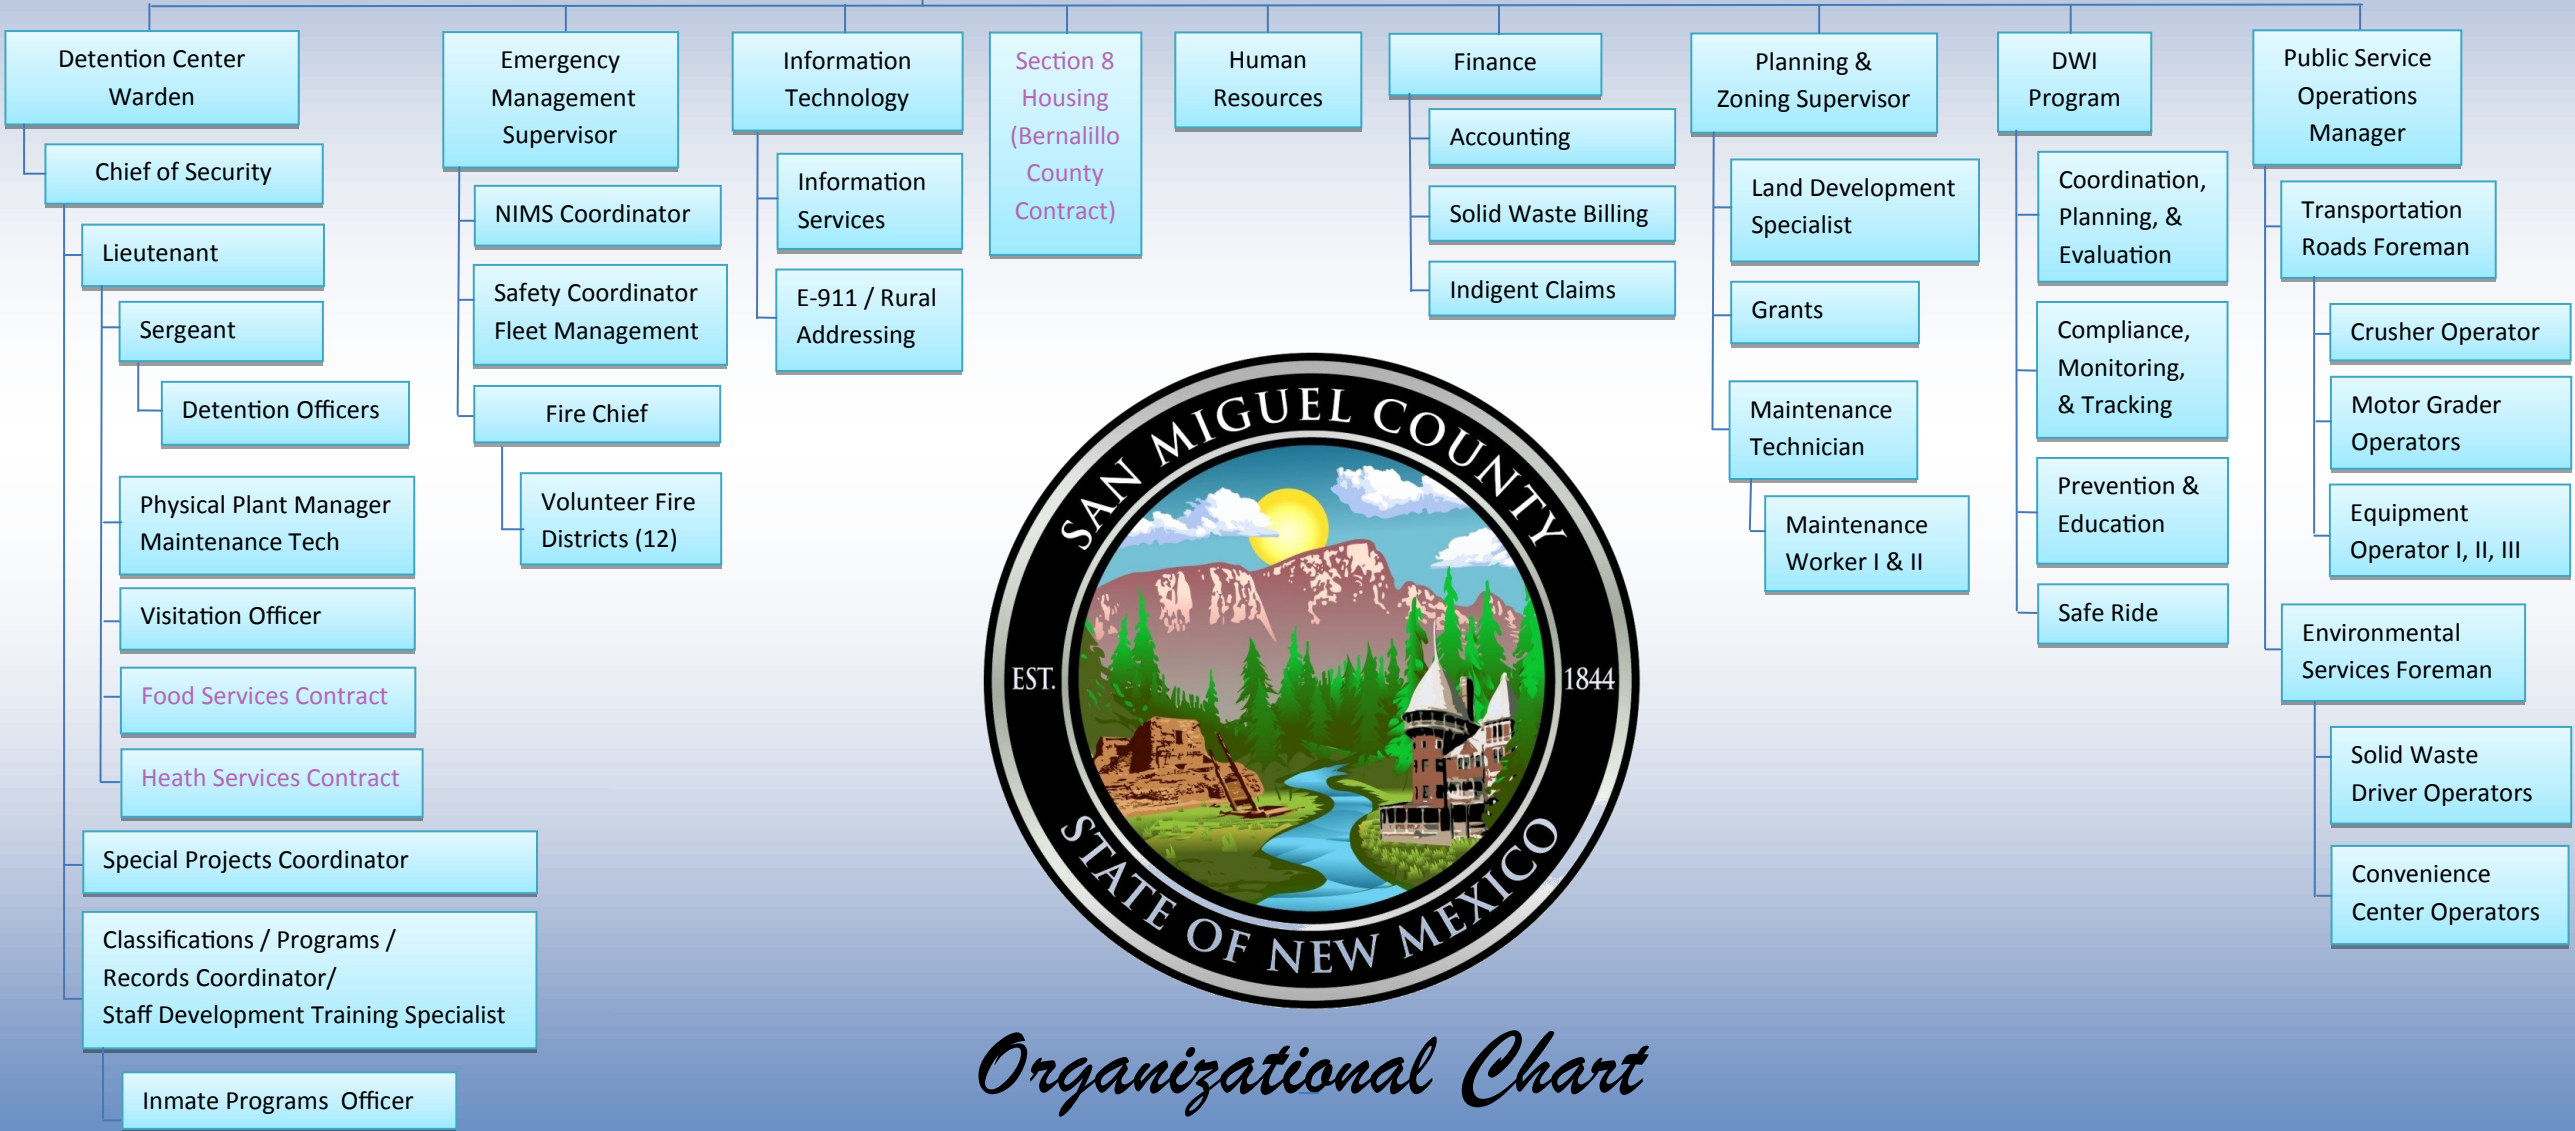 Detention Center
Warden
Chief of Security
Lieutenant
Sergeant
Detention Officers
Physical Plant Manager
Maintenance Tech
Visitation Officer
Food Services Contract
Heath Services Contract
Special Projects Coordinator
Classifications / Programs /
Records Coordinator/
Staff Development Training Specialist
Inmate Programs Officer
Emergency
Management
Supervisor
NIMS Coordinator
Safety Coordinator
Fleet Management
Fire Chief
Volunteer Fire
Districts (12)
Information
Technology
Information
Services
E-911 / Rural
Addressing
Section 8
Housing
(Bernalillo
County
Contract)
Human
Resources
Finance
Accounting
Solid Waste Billing
Indigent Claims
Planning &
Zoning Supervisor
Land Development
Specialist
Grants
Maintenance
Technician
Maintenance
Worker I & II
DWI
Program
Coordination,
Planning, &
Evaluation
Compliance,
Monitoring,
& Tracking
Prevention &
Education
Safe Ride
Public Service
Operations
Manager
Transportation
Roads Foreman
Crusher Operator
Motor Grader
Operators
Equipment
Operator I, II, III
Environmental
Services Foreman
Solid Waste
Driver Operators
Convenience
Center Operators
SAN MIGUEL COUNTY
EST. 1844
STATE OF NEW MEXICO
Organizational Chart